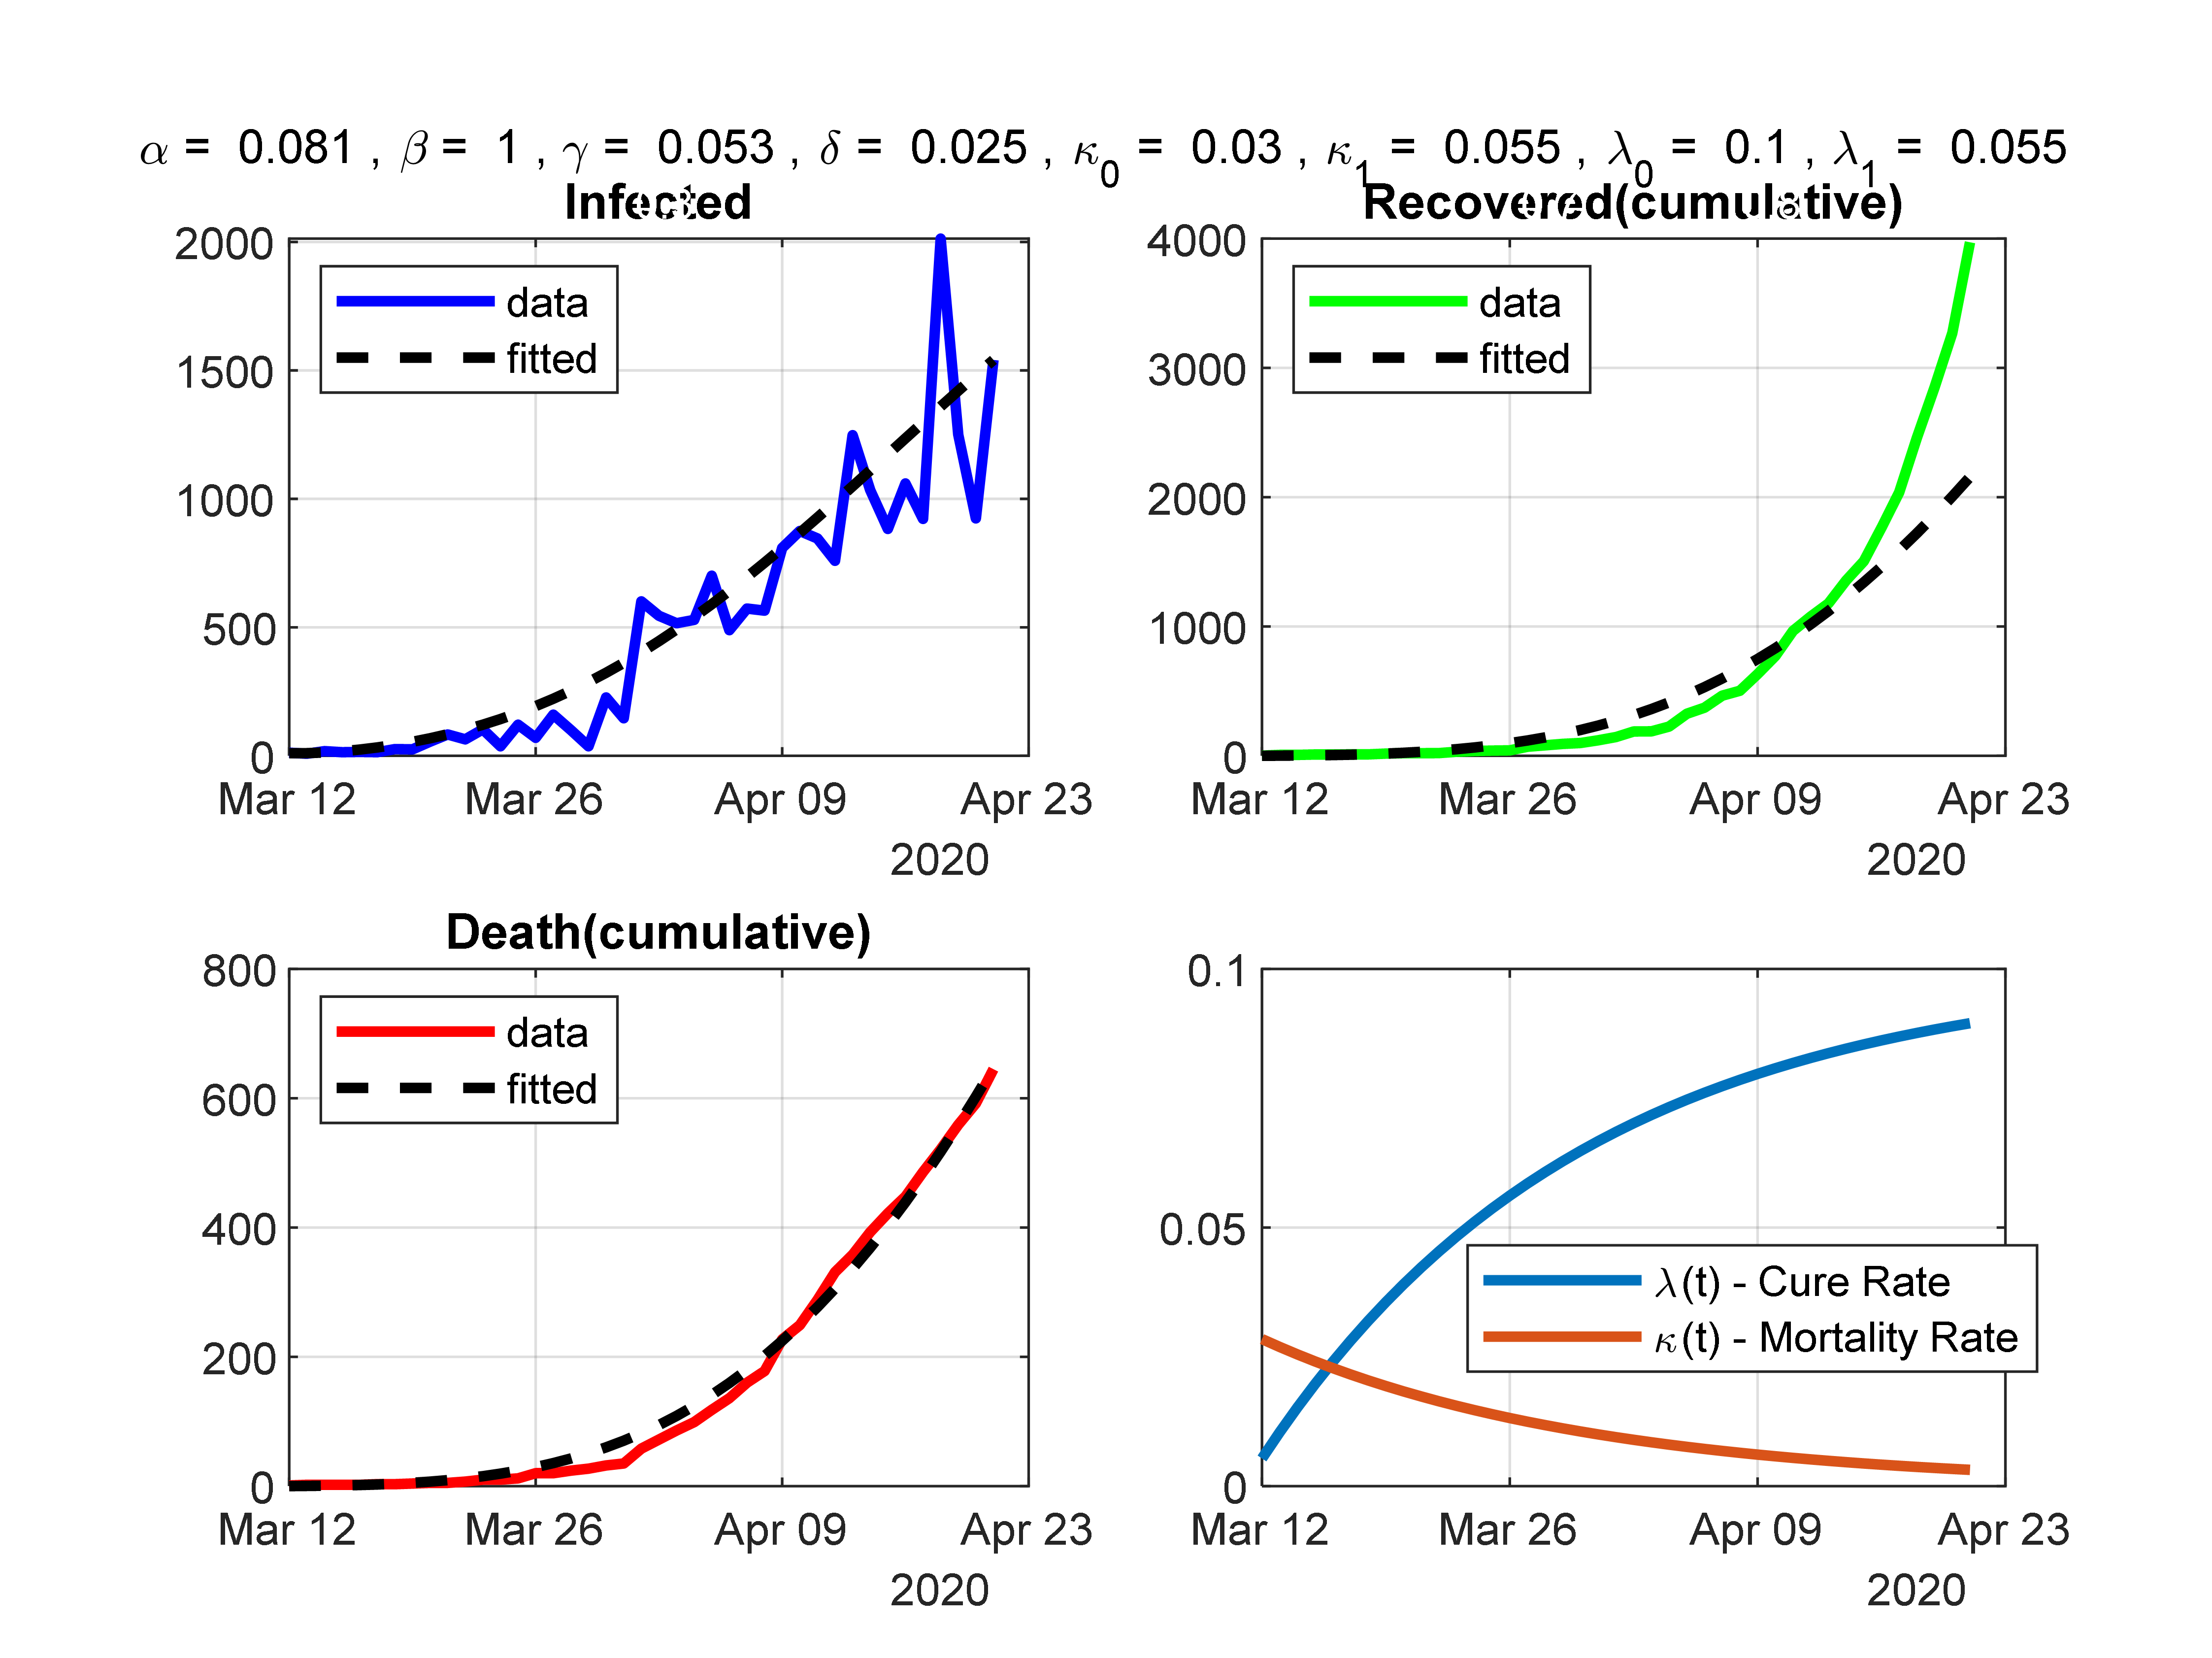 α = 0.081 , β = 1 , γ = 0.053 , δ = 0.025 , κ0 = 0.03 , κ1 = 0.055 , λ0 = 0.1 , λ1 = 0.055
Infected
2000
1500
1000
500
0
data
fitted
Mar 12 Mar 26 Apr 09 Apr 23
2020
Recovered(cumulative)
4000
3000
2000
1000
0
data
fitted
Mar 12 Mar 26 Apr 09 Apr 23
2020
Death(cumulative)
800
600
400
200
0
data
fitted
Mar 12 Mar 26 Apr 09 Apr 23
2020
0.1
0.05
0
λ(t) - Cure Rate
κ(t) - Mortality Rate
Mar 12 Mar 26 Apr 09 Apr 23
2020